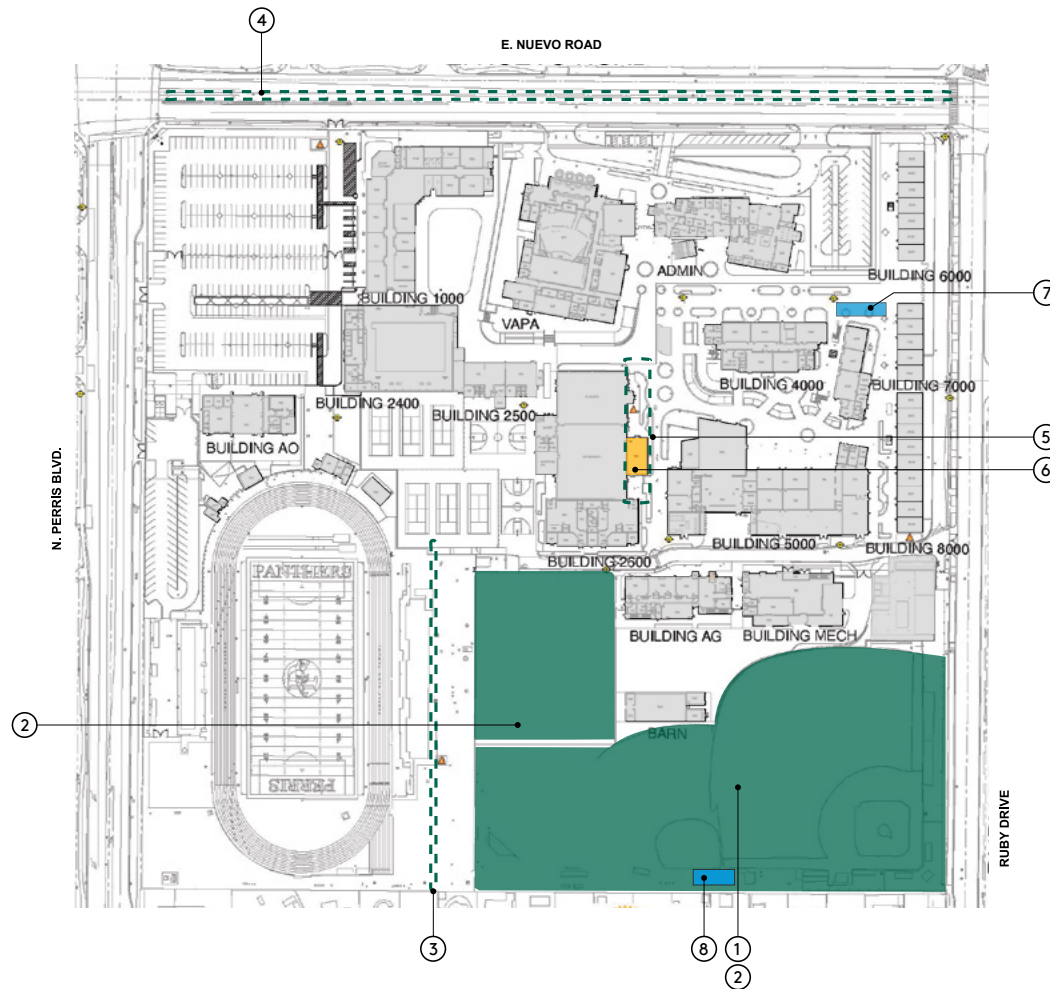 4
E. NUEVO ROAD
ADMIN
BUILDING 6000
7
BUILDING 1000
VAPA
BUILDING 4000
BUILDING 7000
BUILDING 2400
BUILDING 2500
5
BUILDING AO
6
N. PERRIS BLVD.
BUILDING 5000
BUILDING 8000
BUILDING 2600
PANTHERS
BUILDING AG
BUILDING MECH
2
BARN
PERRIS
RUBY DRIVE
3
8
1
2